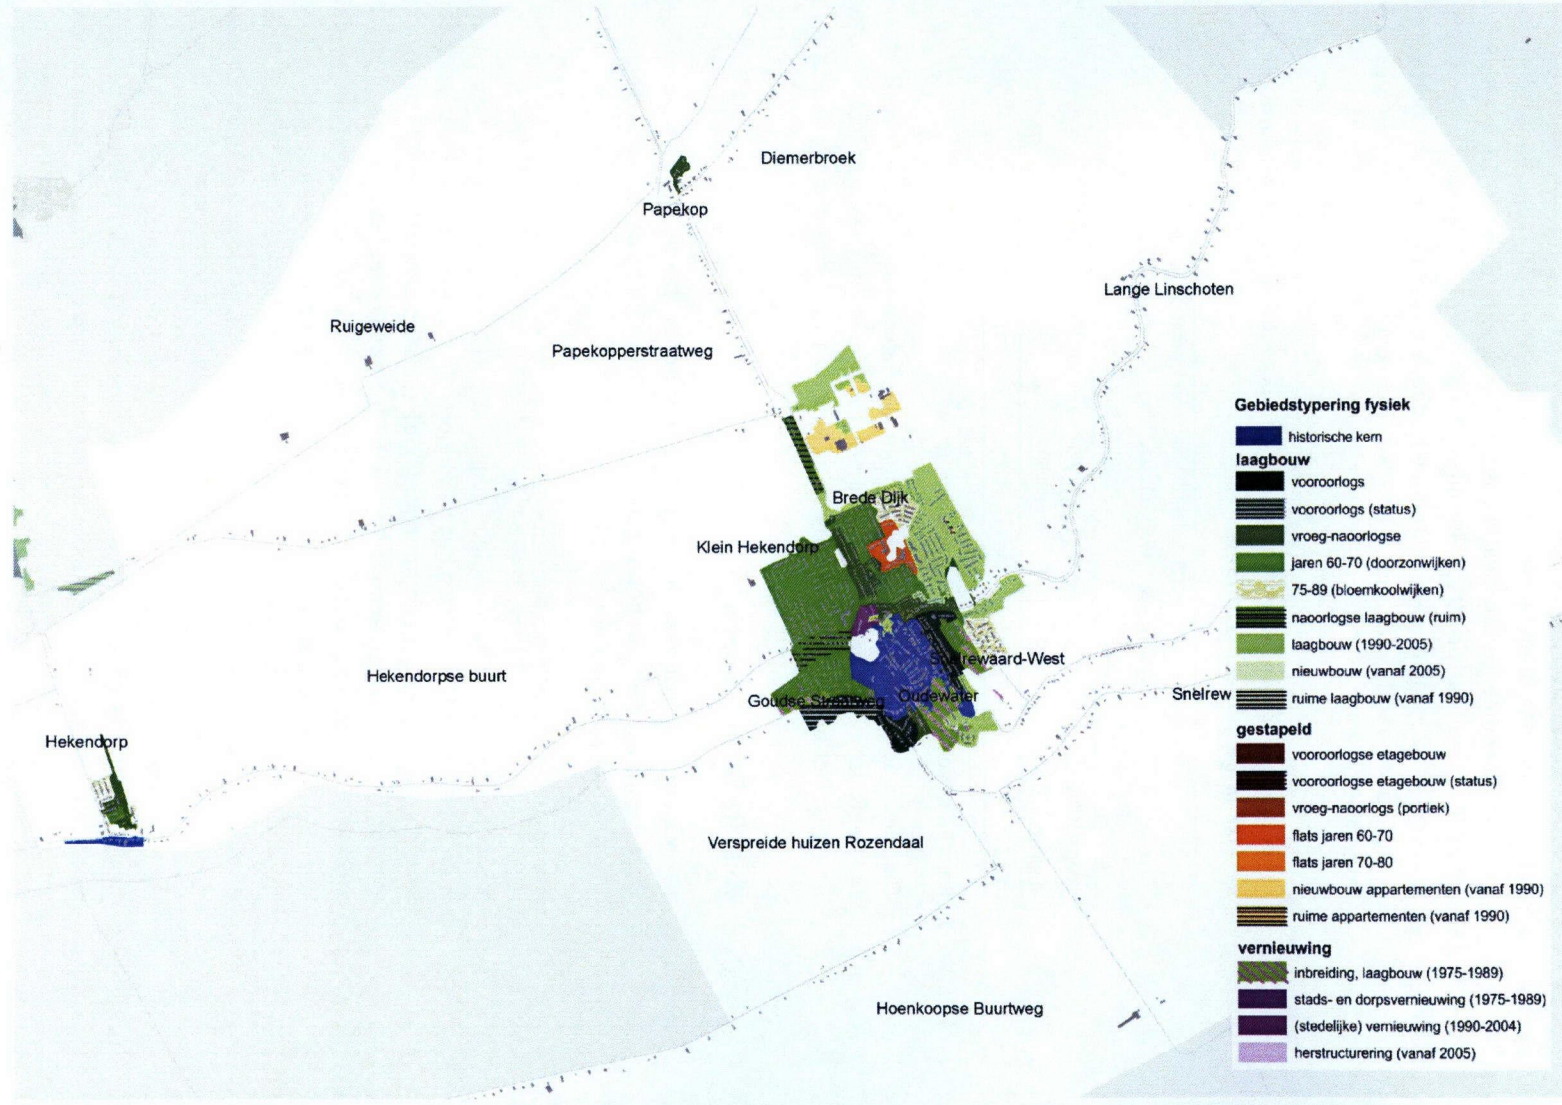 Diemerbroek
Papekop
Lange Linschoten
Ruigeweide
Papekopperstraatweg
Brede Dijk
Klein Hekendorp
Snelrewaard-West
Hekendorpse buurt
Goudse Straatweg
Oudewater
Snelrew
Hekendorp
Verspreide huizen Rozendaal
Hoenkoopse Buurtweg
Gebiedstypering fysiek
historische kern
laagbouw
vooroorlogs
vooroorlogs (status)
vroeg-naoorlogse
jaren 60-70 (doorzonwijken)
75-89 (bloemkoolwijken)
naoorlogse laagbouw (ruim)
laagbouw (1990-2005)
nieuwbouw (vanaf 2005)
ruime laagbouw (vanaf 1990)
gestapeld
vooroorlogse etagebouw
vooroorlogse etagebouw (status)
vroeg-naoorlogs (portiek)
flats jaren 60-70
flats jaren 70-80
nieuwbouw appartementen (vanaf 1990)
ruime appartementen (vanaf 1990)
vernieuwing
inbreiding, laagbouw (1975-1989)
stads- en dorpsvernieuwing (1975-1989)
(stedelijke) vernieuwing (1990-2004)
herstructurering (vanaf 2005)